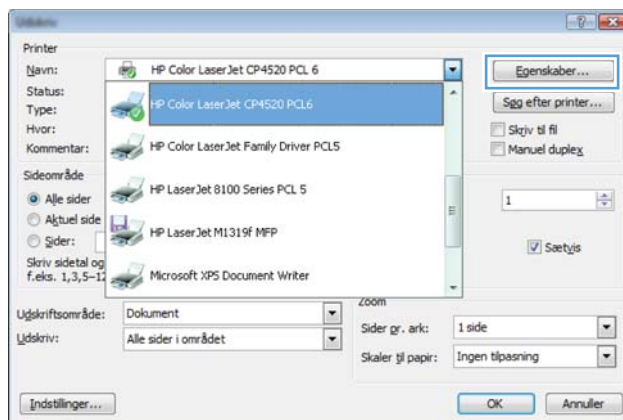 Printer
Navn:
HP Color LaserJet CP4520 PCL 6
Egenskaber...
Status:
Type:
HP Color LaserJet CP4520 PCL6
Søg efter printer...
Hvor:
Skriv til fil
Kommentar:
HP Color LaserJet Family Driver PCL5
Manuel duplex
Sideområde
HP LaserJet 8100 Series PCL 5
Alle sider
1
Aktuel side
HP LaserJet M1319f MFP
Sider:
Sætvis
Skriv sidetal og
f.eks. 1,3,5–12
Microsoft XPS Document Writer
Zoom
Udskriftsområde:
Dokument
Sider pr. ark:
1 side
Udskriv:
Alle sider i området
Skaler til papir:
Ingen tilpasning
Indstillinger...
OK
Annuller